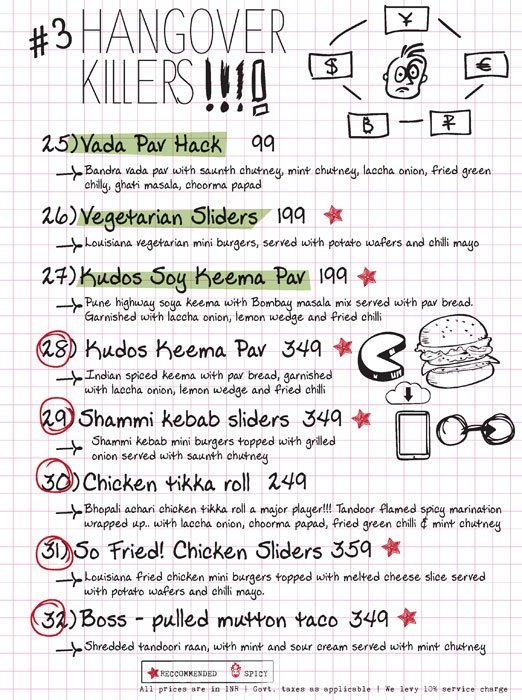 #3 HANGOVER
KILLERS !!!!
¥
$
€
B
₽
25) Vada Pav Hack 99
Bandra vada pav with saunth chutney, mint chutney, laccha onion, fried green
chilly, ghati masala, choorma papad
26) Vegetarian Sliders 199
Louisiana vegetarian mini burgers, served with potato wafers and chilli mayo
27) Kudos Soy Keema Pav 199
Pune highway soya keema with Bombay masala mix served with pav bread.
Garnished with laccha onion, lemon wedge and fried chilli
28) Kudos Keema Pav 349
Indian spiced keema with pav bread, garnished
with laccha onion, lemon wedge and fried chilli
29) Shammi kebab sliders 349
Shammi kebab mini burgers topped with grilled
onion served with saunth chutney
30) Chicken tikka roll 249
Bhopali achari chicken tikka roll a major player!!! Tandoor flamed spicy marination
wrapped up.. with laccha onion, choorma papad, fried green chilli & mint chutney
31) So Fried! Chicken Sliders 359
Louisiana fried chicken mini burgers topped with melted cheese slice served
with potato wafers and chilli mayo.
32) Boss - pulled mutton taco 349
Shredded tandoori raan, with mint and sour cream served with mint chutney
RECCOMMENDED SPICY
All prices are in INR | Govt. taxes as applicable | We levy 10% service charge